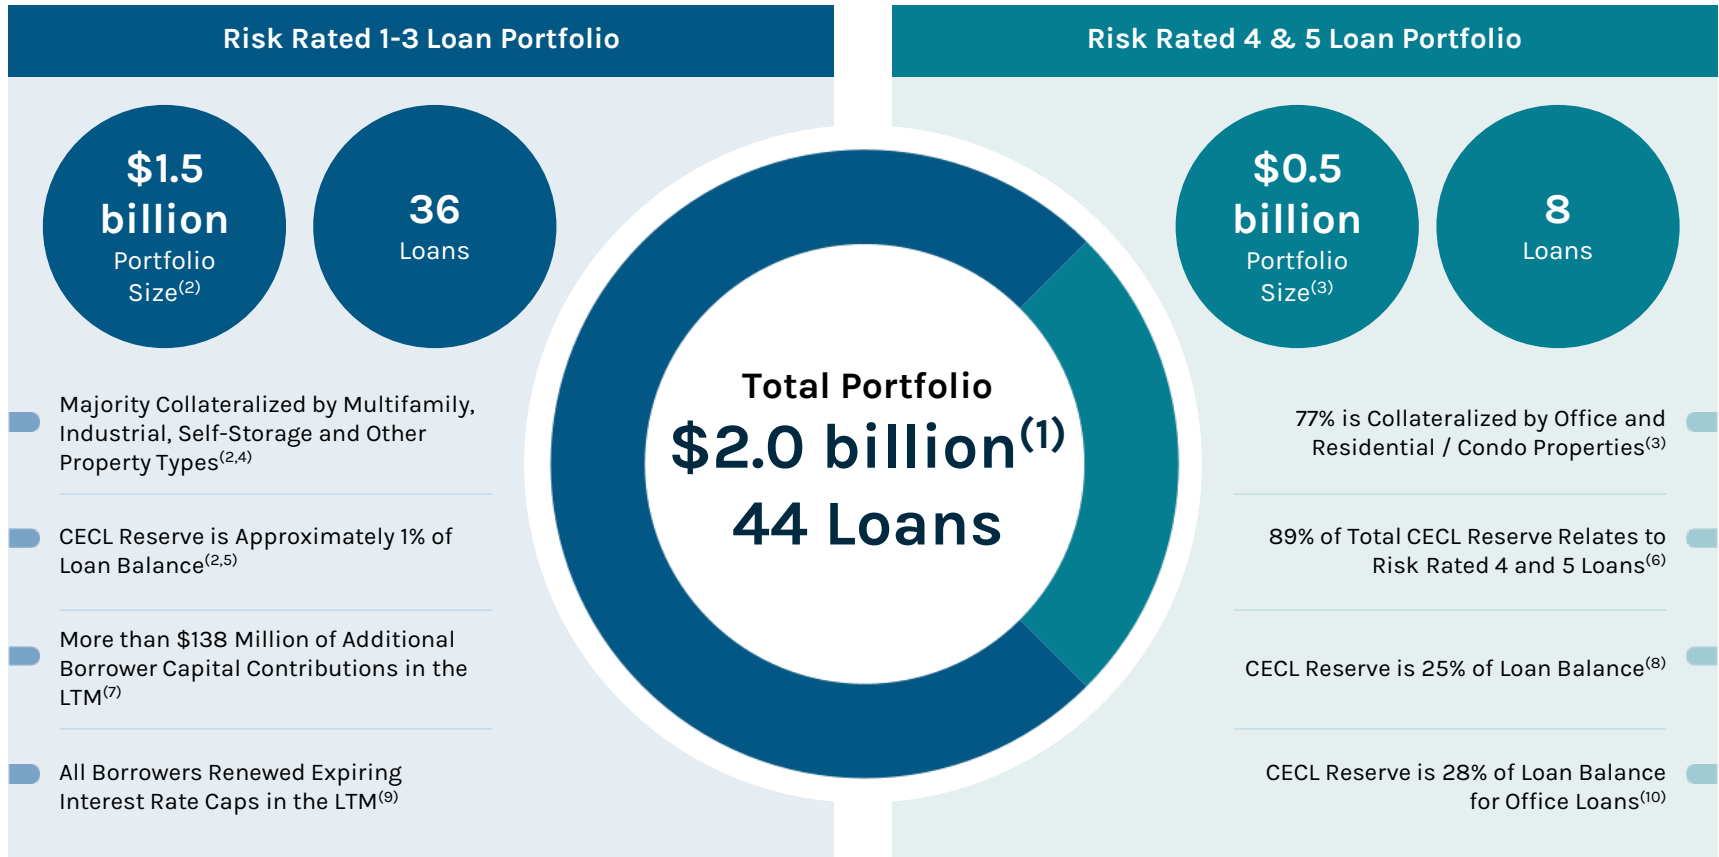 Risk Rated 1-3 Loan Portfolio
$1.5
billion
Portfolio
Size(2)
36
Loans
Majority Collateralized by Multifamily,
Industrial, Self-Storage and Other
Property Types(2,4)
CECL Reserve is Approximately 1% of
Loan Balance(2,5)
More than $138 Million of Additional
Borrower Capital Contributions in the
LTM(7)
All Borrowers Renewed Expiring
Interest Rate Caps in the LTM(9)
Total Portfolio
$2.0 billion(1)
44 Loans
Risk Rated 4 & 5 Loan Portfolio
$0.5
billion
Portfolio
Size(3)
8
Loans
77% is Collateralized by Office and
Residential / Condo Properties(3)
89% of Total CECL Reserve Relates to
Risk Rated 4 and 5 Loans(6)
CECL Reserve is 25% of Loan Balance(8)
CECL Reserve is 28% of Loan Balance
for Office Loans(10)